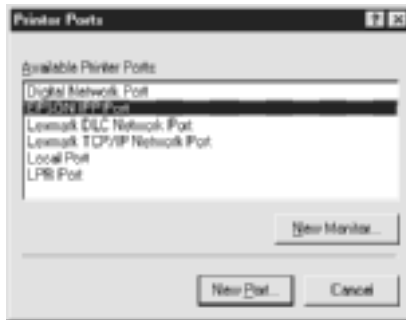 Printer Ports
Available Printer Ports
Digital Network Port
EPSON IPP Port
Lexmark DLC Network Port
Lexmark TCP/IP Network Port
Local Port
LPR Port
New Monitor...
New Port...
Cancel